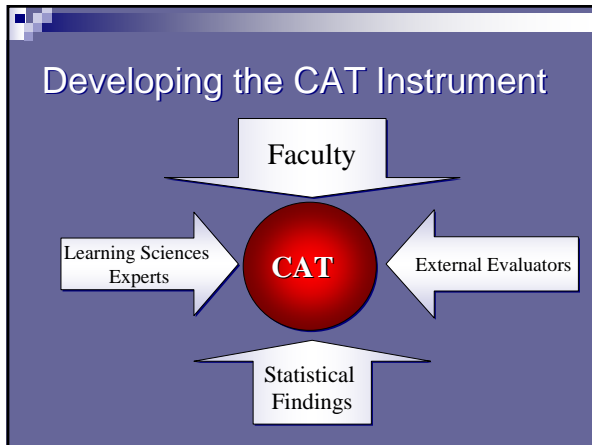 Developing the CAT Instrument
Faculty
Learning Sciences
Experts
CAT
External Evaluators
Statistical
Findings